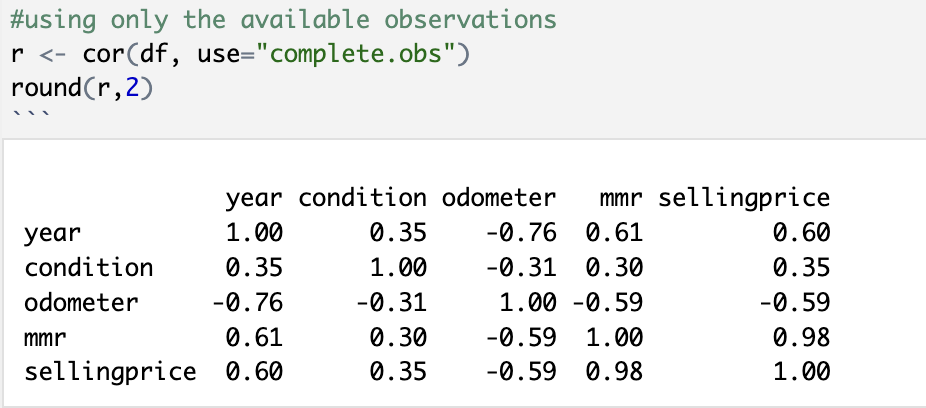 #using only the available observations
r <- cor(df, use="complete.obs")
round(r,2)
```
year condition odometer mmr sellingprice
year 1.00 0.35 -0.76 0.61 0.60
condition 0.35 1.00 -0.31 0.30 0.35
odometer -0.76 -0.31 1.00 -0.59 -0.59
mmr 0.61 0.30 -0.59 1.00 0.98
sellingprice 0.60 0.35 -0.59 0.98 1.00